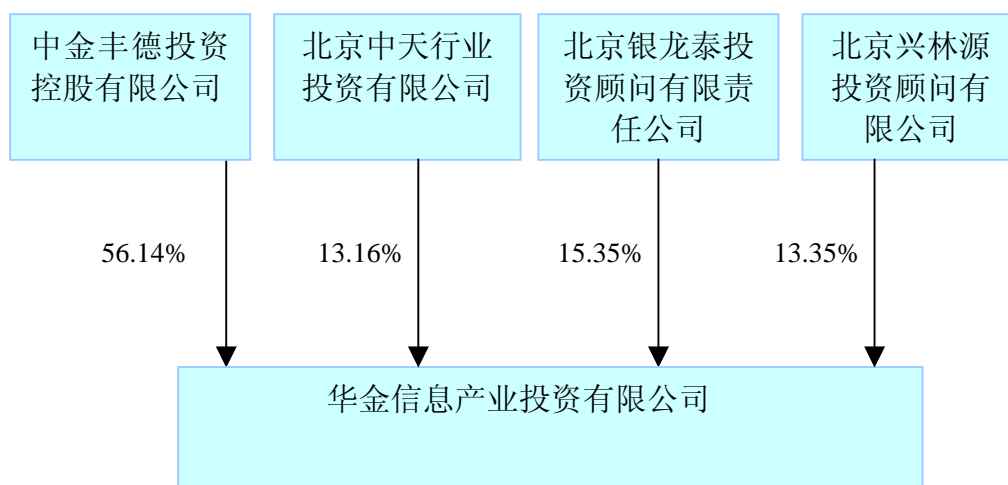 中金丰德投资
控股有限公司
北京中天行业
投资有限公司
北京银龙泰投
资顾问有限责
任公司
北京兴林源
投资顾问有
限公司
56.14%
13.16%
15.35%
13.35%
华金信息产业投资有限公司